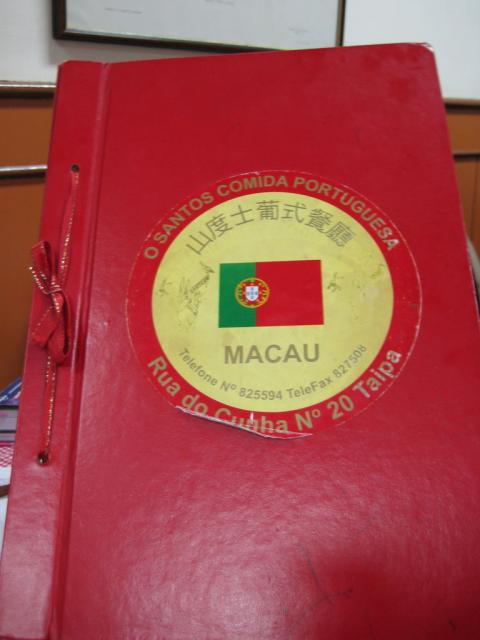 O SANTOS COMIDA PORTUGUESA
山度士葡式餐廳
MACAU
Telefone Nº 825594 TeleFax 827508
Rua do Cunha Nº 20 Taipa